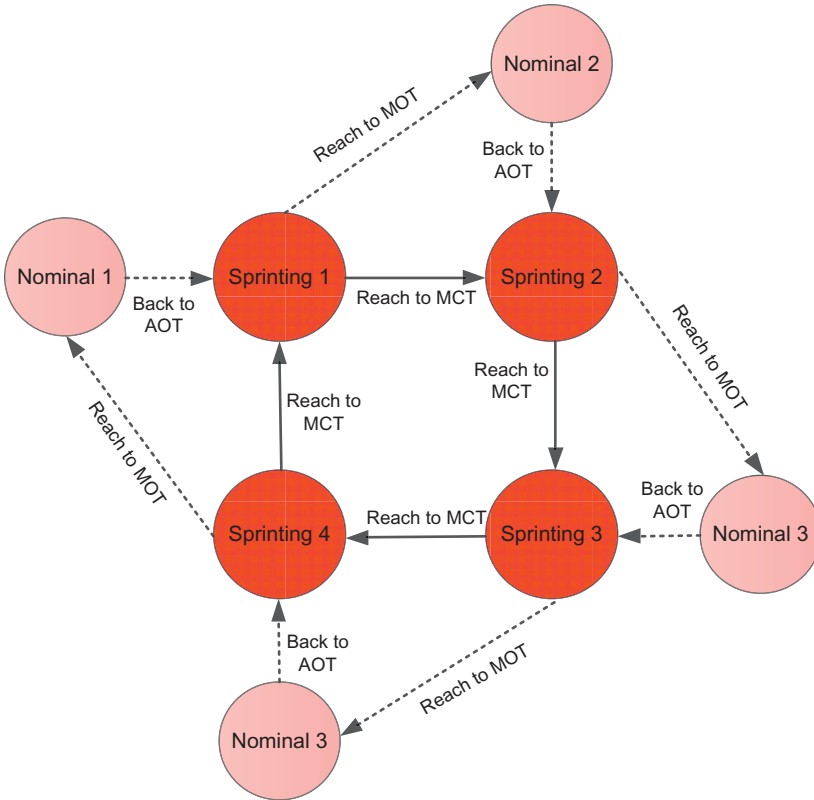 Nominal 2
Reach to MOT
Back to
AOT
Nominal 1
Back to
AOT
Sprinting 1
Reach to MCT
Sprinting 2
Reach to MOT
Reach to
MCT
Reach to
MCT
Reach to MOT
Sprinting 4
Reach to MCT
Sprinting 3
Back to
AOT
Nominal 3
Back to
AOT
Reach to MOT
Nominal 3